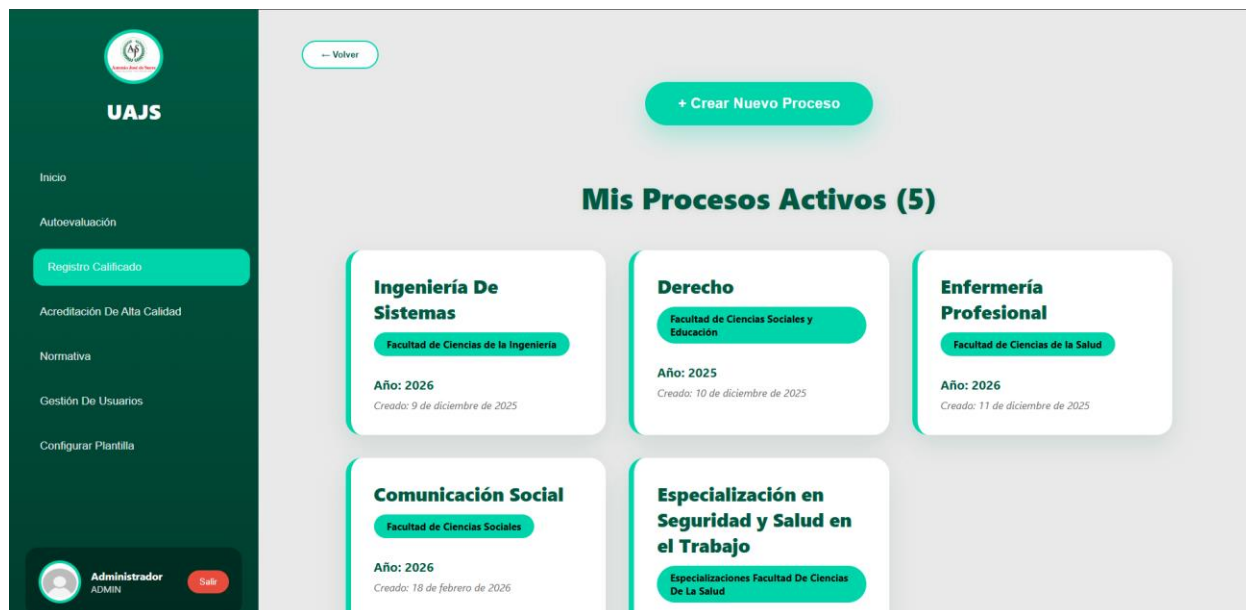 UAJS
Inicio
Autoevaluación
Registro Calificado
Acreditación De Alta Calidad
Normativa
Gestión De Usuarios
Configurar Plantilla
Administrador
ADMIN
Salir
← Volver
+ Crear Nuevo Proceso
Mis Procesos Activos (5)
Ingeniería De
Sistemas
Facultad de Ciencias de la Ingeniería
Año: 2026
Creado: 9 de diciembre de 2025
Derecho
Facultad de Ciencias Sociales y
Educación
Año: 2025
Creado: 10 de diciembre de 2025
Enfermería
Profesional
Facultad de Ciencias de la Salud
Año: 2026
Creado: 11 de diciembre de 2025
Comunicación Social
Facultad de Ciencias Sociales
Año: 2026
Creado: 18 de febrero de 2026
Especialización en
Seguridad y Salud en
el Trabajo
Especializaciones Facultad De Ciencias
De La Salud